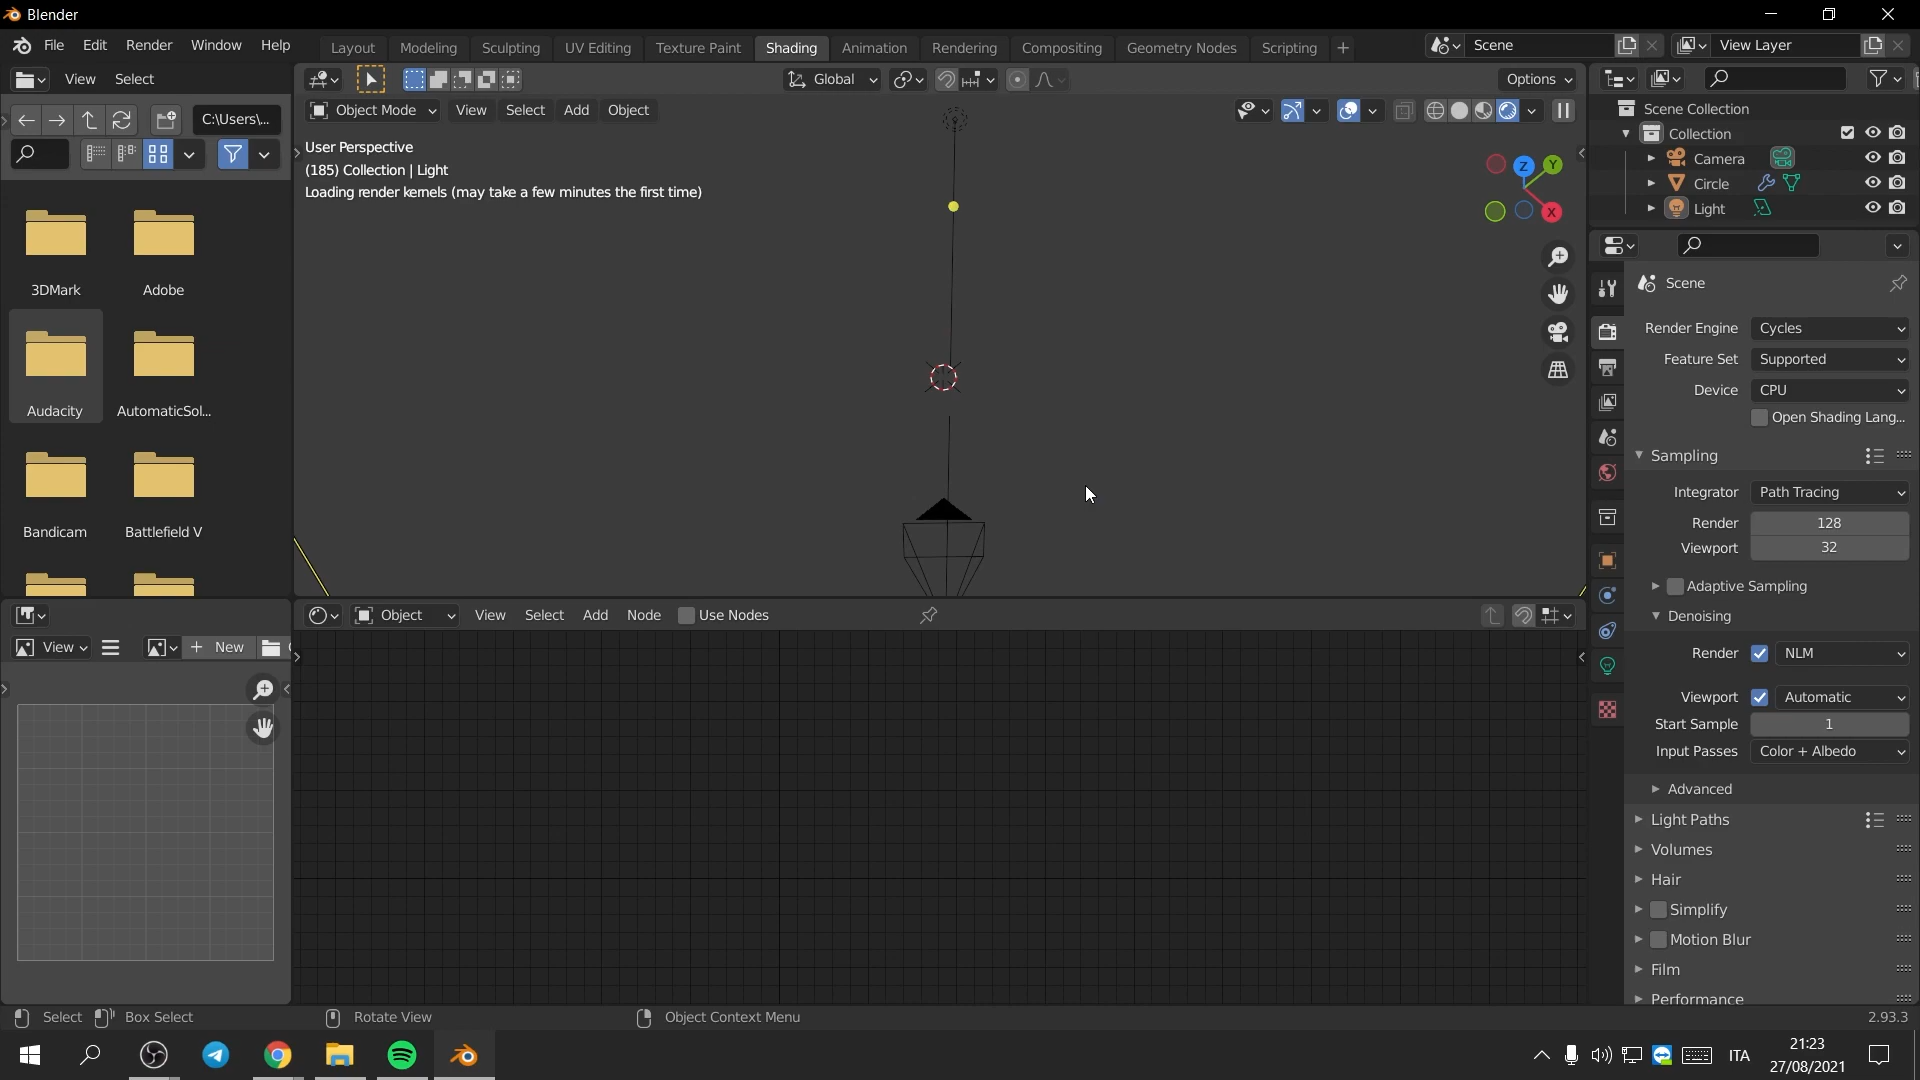 Blender
File Edit Render Window Help
Layout Modeling Sculpting UV Editing Texture Paint Shading Animation Rendering Compositing Geometry Nodes Scripting +
Scene
View Layer
View Select
Global
Options
C:\Users\...
Object Mode View Select Add Object
User Perspective
(185) Collection | Light
Loading render kernels (may take a few minutes the first time)
Z
Y
X
3DMark
Adobe
Audacity
AutomaticSol...
Bandicam
Battlefield V
Scene Collection
Collection
Camera
Circle
Light
Scene
Render Engine Cycles
Feature Set Supported
Device CPU
Open Shading Lang...
Sampling
Integrator Path Tracing
Render 128
Viewport 32
Adaptive Sampling
Denoising
Render NLM
Viewport Automatic
Start Sample 1
Input Passes Color + Albedo
Advanced
Light Paths
Volumes
Hair
Simplify
Motion Blur
Film
Performance
Object View Select Add Node Use Nodes
View
+ New
Select Box Select Rotate View Object Context Menu
2.93.3
ITA
21:23
27/08/2021